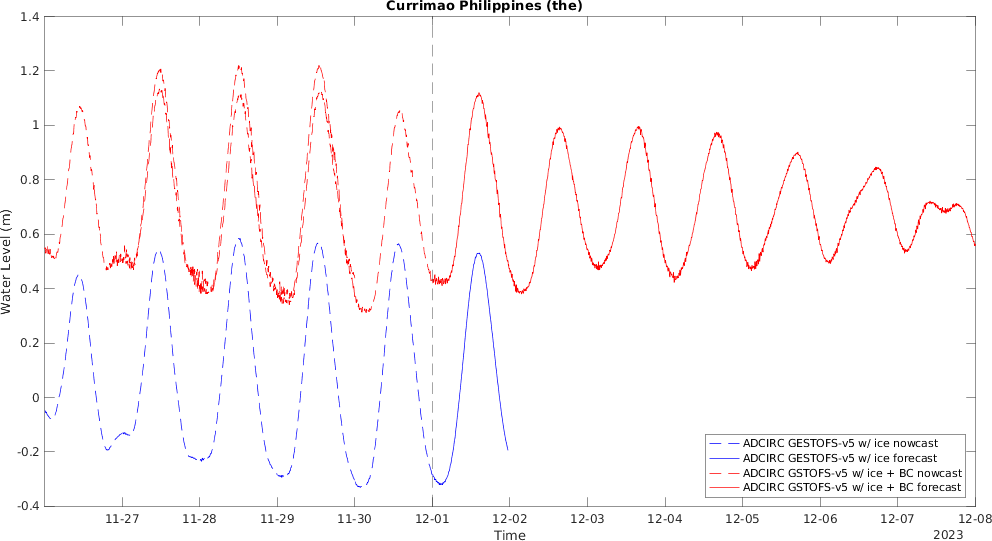 Currimao Philippines (the)
1.4
1.2
1
0.8
0.6
0.4
0.2
0
-0.2
-0.4
Water Level (m)
11-27 11-28 11-29 11-30 12-01 12-02 12-03 12-04 12-05 12-06 12-07 12-08
Time
2023
ADCIRC GESTOFS-v5 w/ ice nowcast
ADCIRC GESTOFS-v5 w/ ice forecast
ADCIRC GSTOFS-v5 w/ ice + BC nowcast
ADCIRC GSTOFS-v5 w/ ice + BC forecast